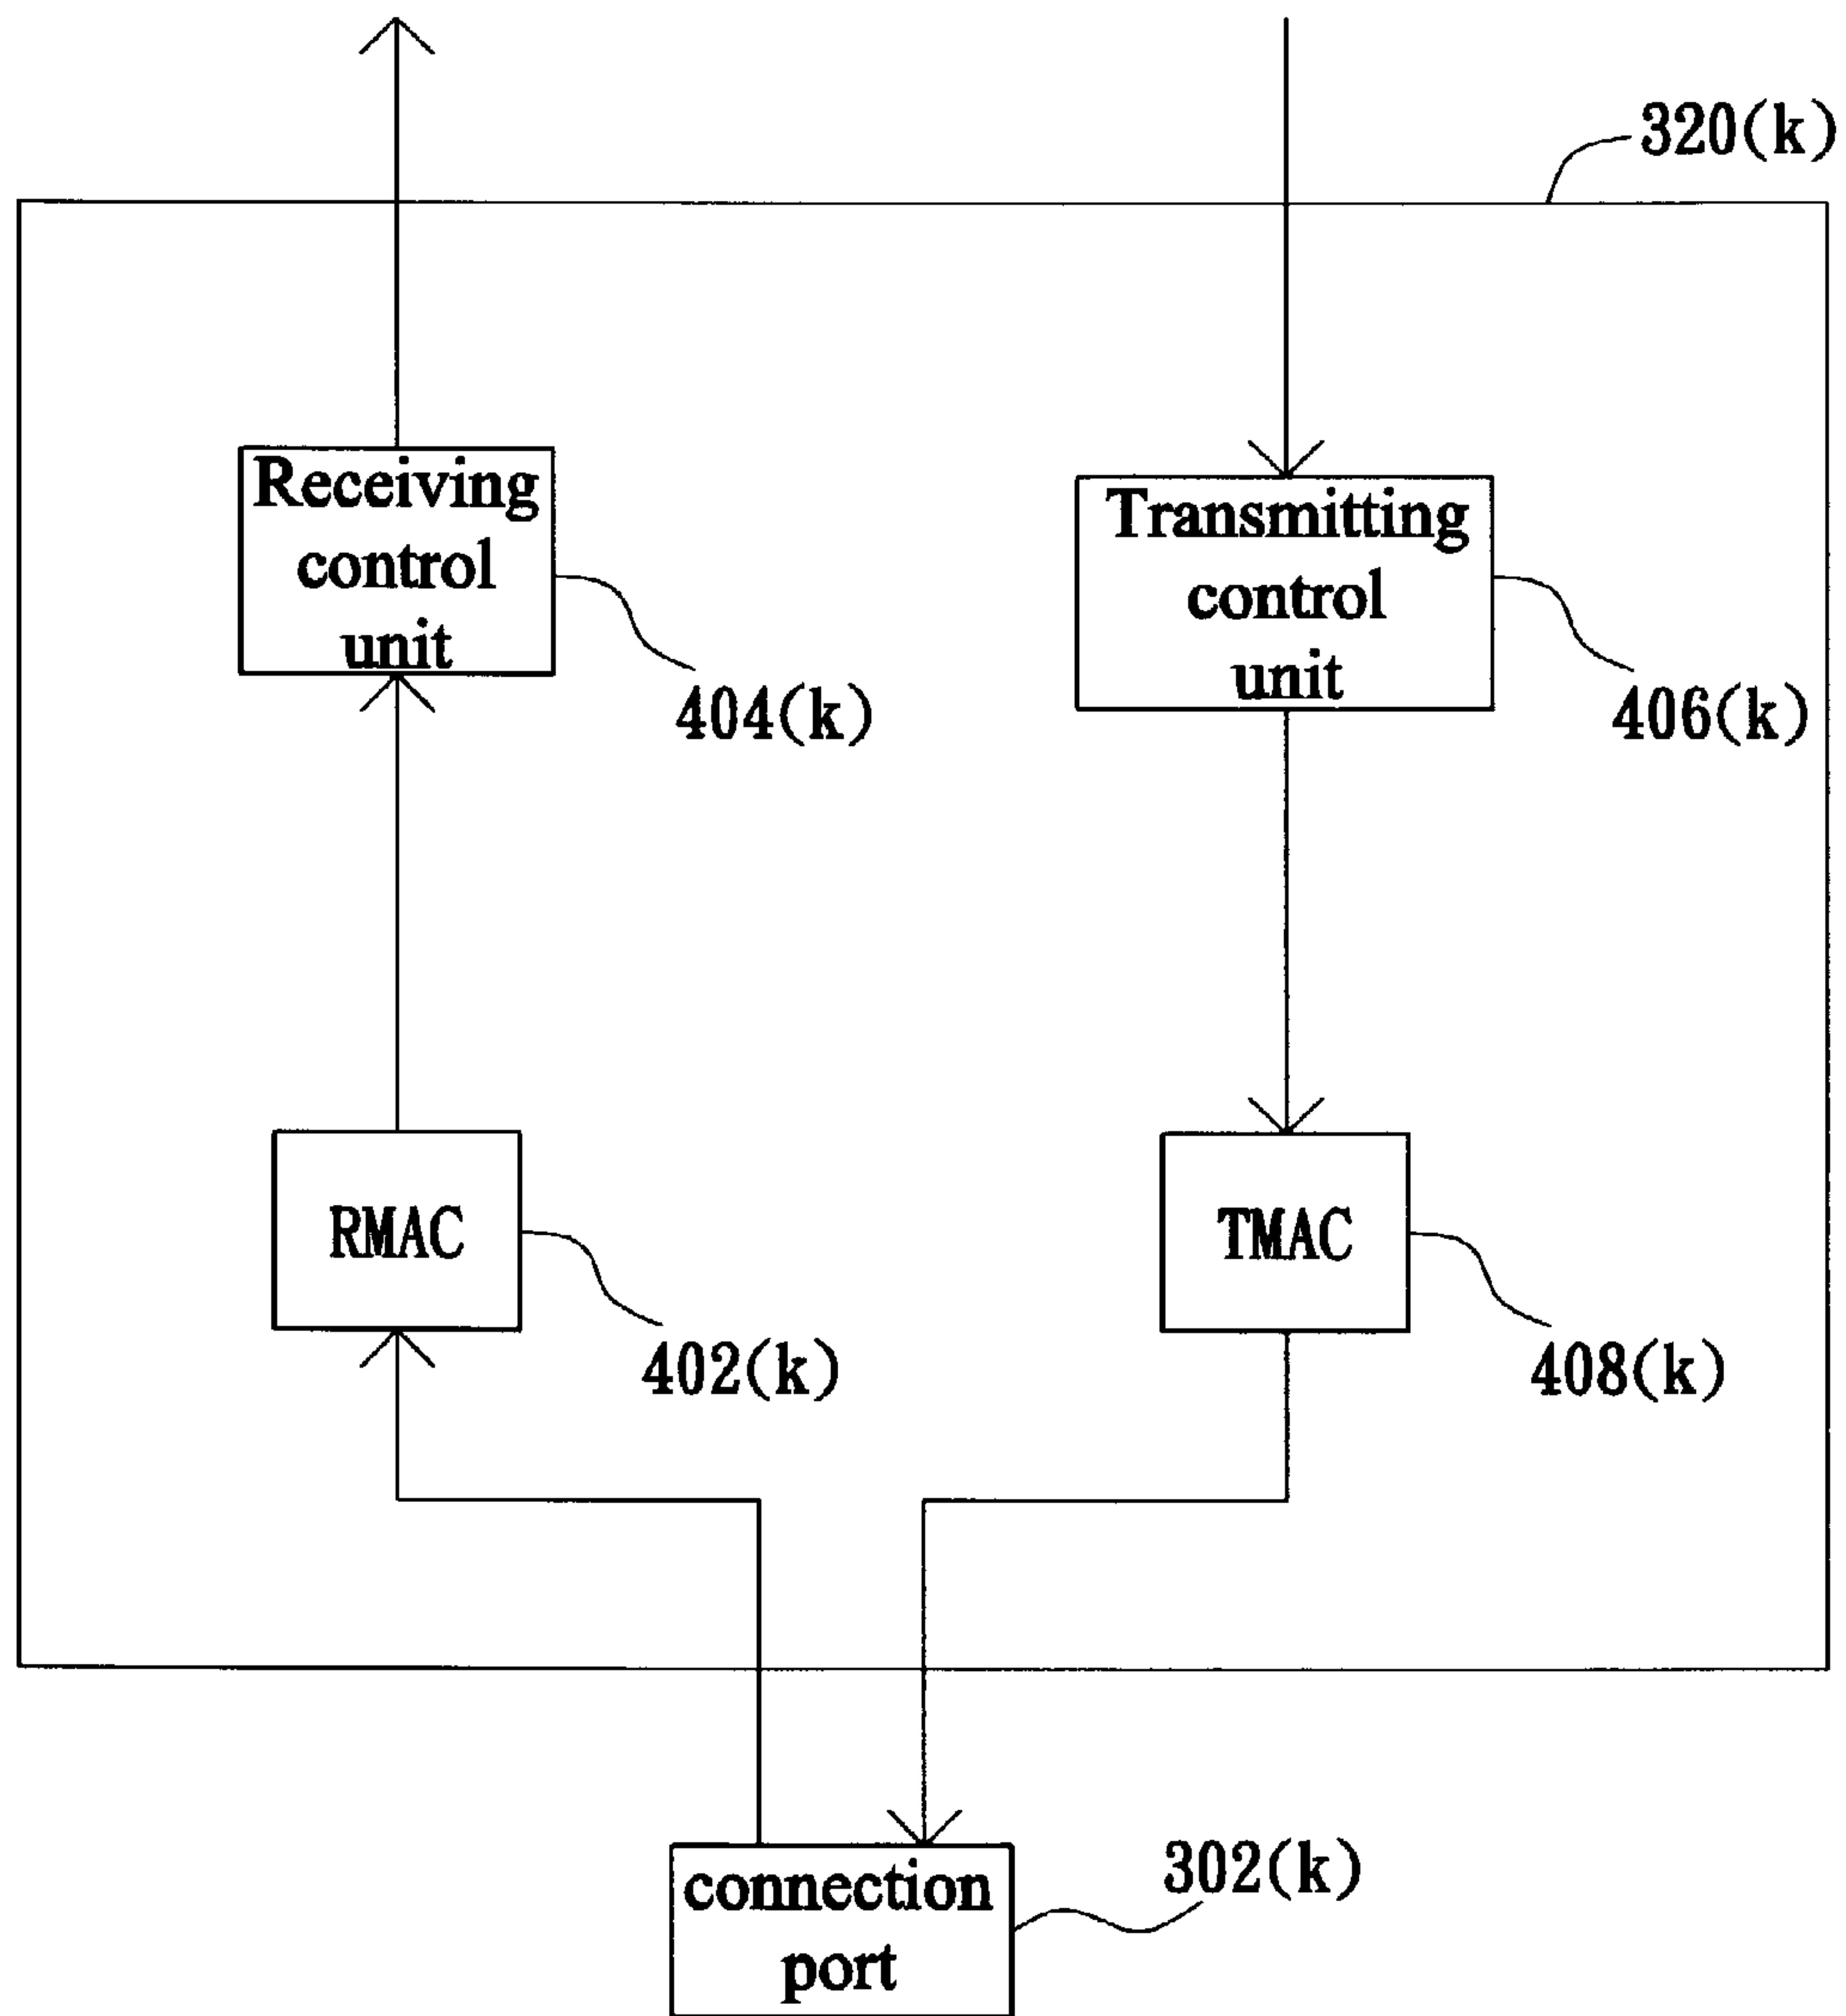 320(k)
Receiving
control
unit
404(k)
Transmitting
control
unit
406(k)
RMAC
402(k)
TMAC
408(k)
connection
port
302(k)